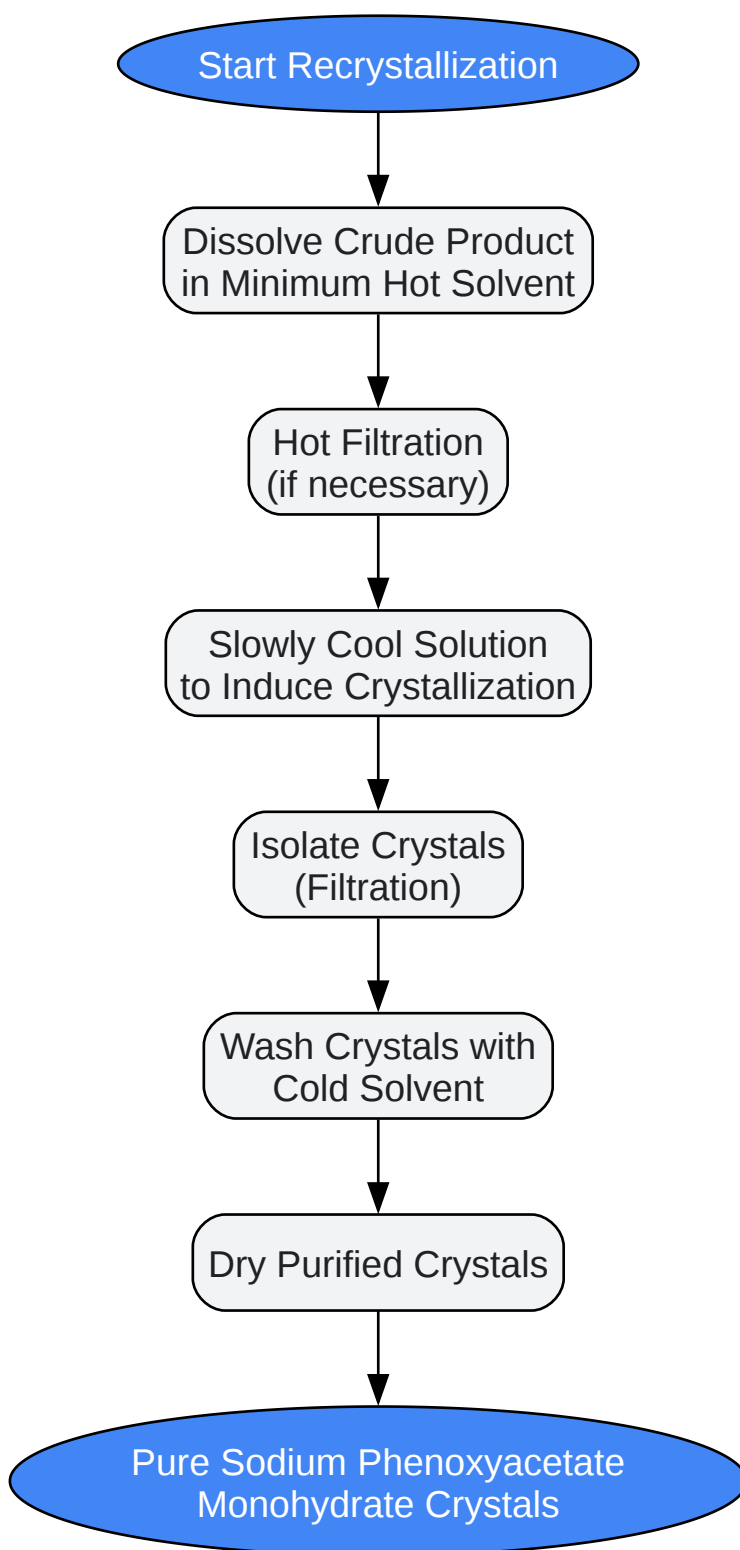 Start Recrystallization
Dissolve Crude Product
in Minimum Hot Solvent
Hot Filtration
(if necessary)
Slowly Cool Solution
to Induce Crystallization
Isolate Crystals
(Filtration)
Wash Crystals with
Cold Solvent
Dry Purified Crystals
Pure Sodium Phenoxyacetate
Monohydrate Crystals